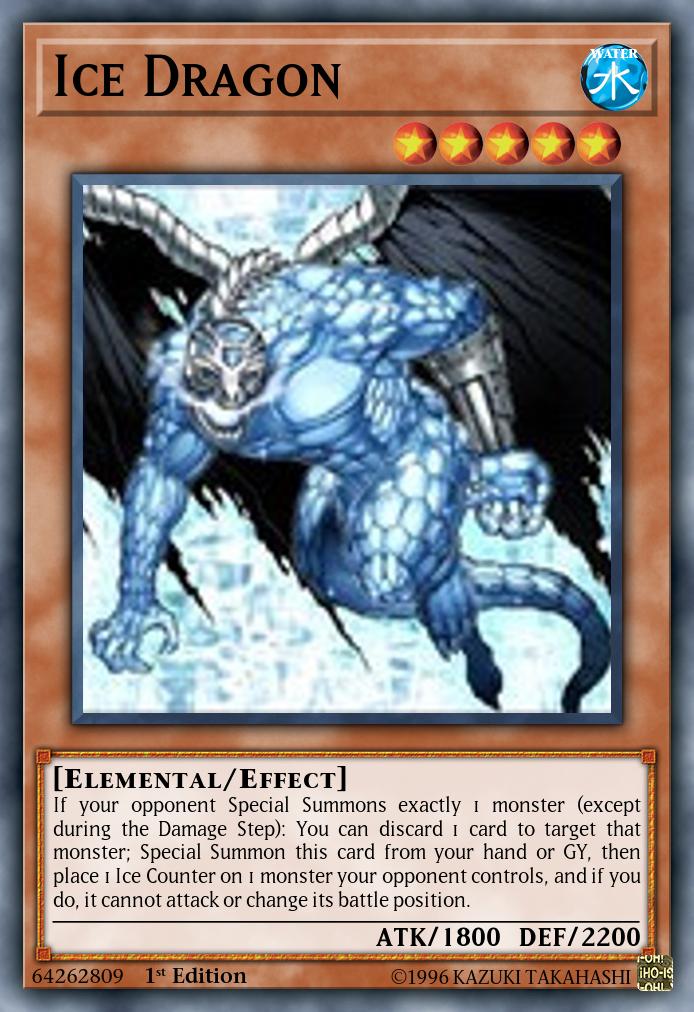 Ice Dragon
WATER
水
[Elemental/Effect]
If your opponent Special Summons exactly 1 monster (except
during the Damage Step): You can discard 1 card to target that
monster; Special Summon this card from your hand or GY, then
place 1 Ice Counter on 1 monster your opponent controls, and if you
do, it cannot attack or change its battle position.
ATK/1800 DEF/2200
64262809 1st Edition ©1996 KAZUKI TAKAHASHI